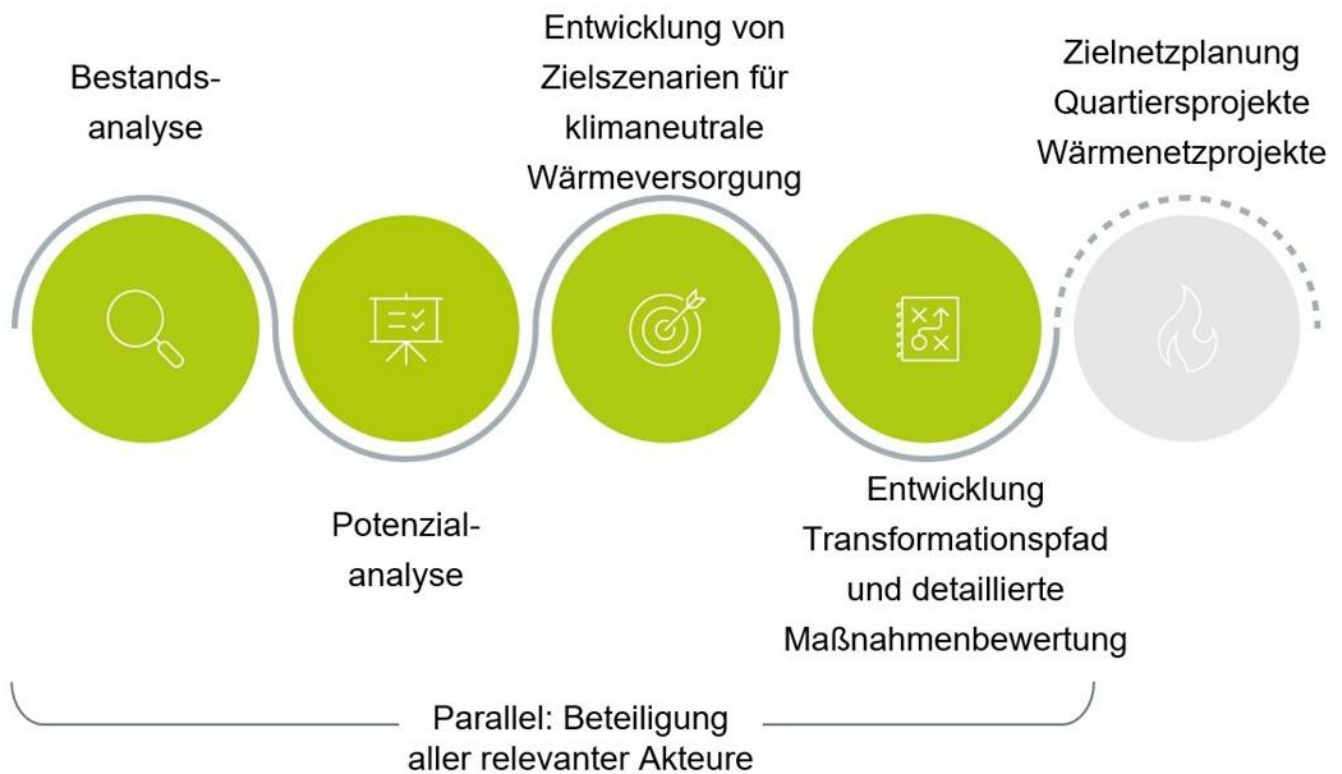 Bestands-
analyse
Potenzial-
analyse
Entwicklung von
Zielszenarien für
klimaneutrale
Wärmeversorgung
Entwicklung
Transformationspfad
und detaillierte
Maßnahmenbewertung
Zielnetzplanung
Quartiersprojekte
Wärmenetzprojekte
Parallel: Beteiligung
aller relevanter Akteure